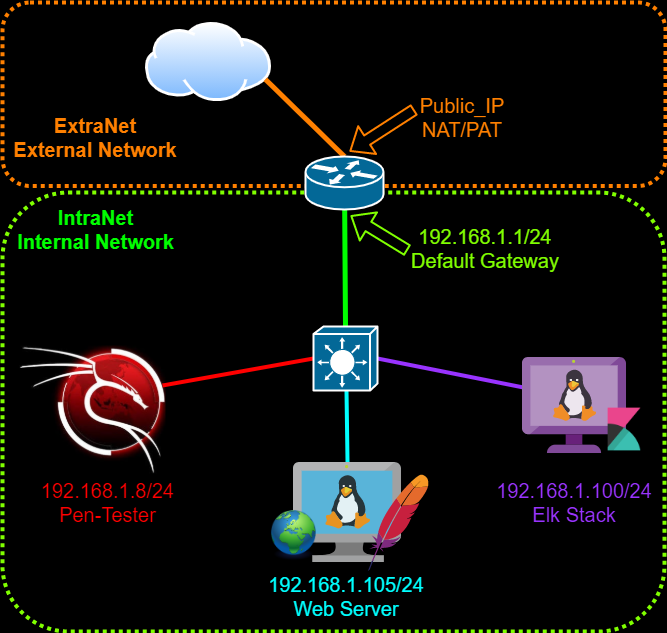 Public_IP
NAT/PAT
ExtraNet
External Network
IntraNet
Internal Network
192.168.1.1/24
Default Gateway
192.168.1.8/24
Pen-Tester
192.168.1.100/24
Elk Stack
192.168.1.105/24
Web Server